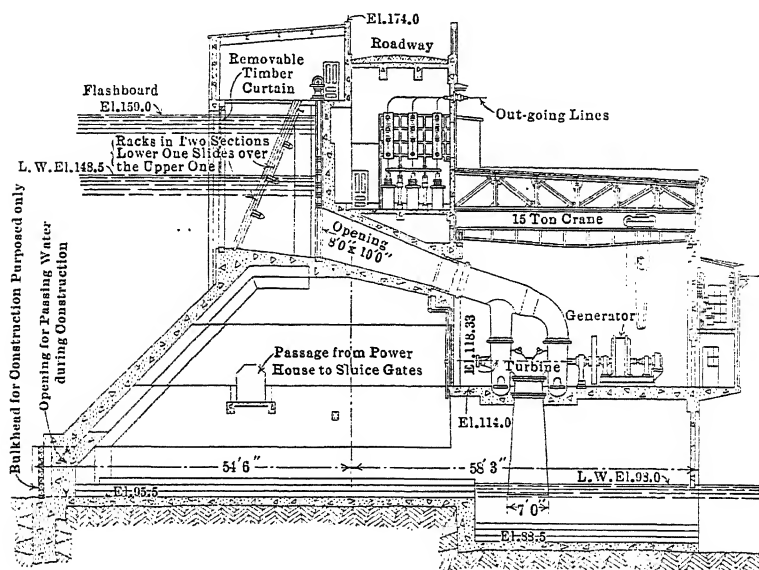 El.174.0
Roadway
Removable
Timber
Curtain
Flashboard
El.159.0
Out-going Lines
Racks in Two Sections
Lower One Slides over
the Upper One
L.W.El.148.5
15 Ton Crane
Opening
8'0"x 10'0"
Bulkhead for Construction Purposed only
Opening for Passing Water
during Construction
Generator
El.118.33
Turbine
Passage from Power
House to Sluice Gates
El.114.0
54'6"
58'3"
L.W.El.98.0
El.95.5
7'0"
El.88.5